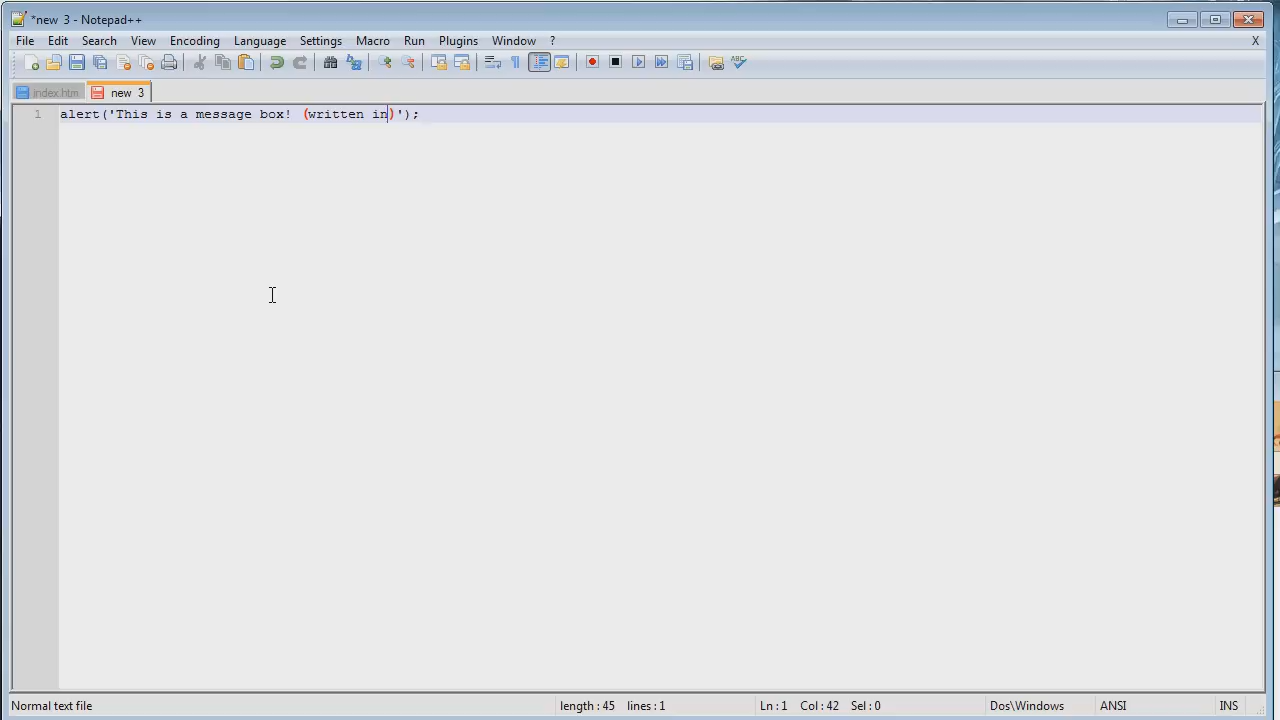 *new 3 - Notepad++
File Edit Search View Encoding Language Settings Macro Run Plugins Window ? X
index.htm new 3
1 alert('This is a message box! (written in)');
Normal text file length : 45 lines : 1 Ln : 1 Col : 42 Sel : 0 Dos\Windows ANSI INS